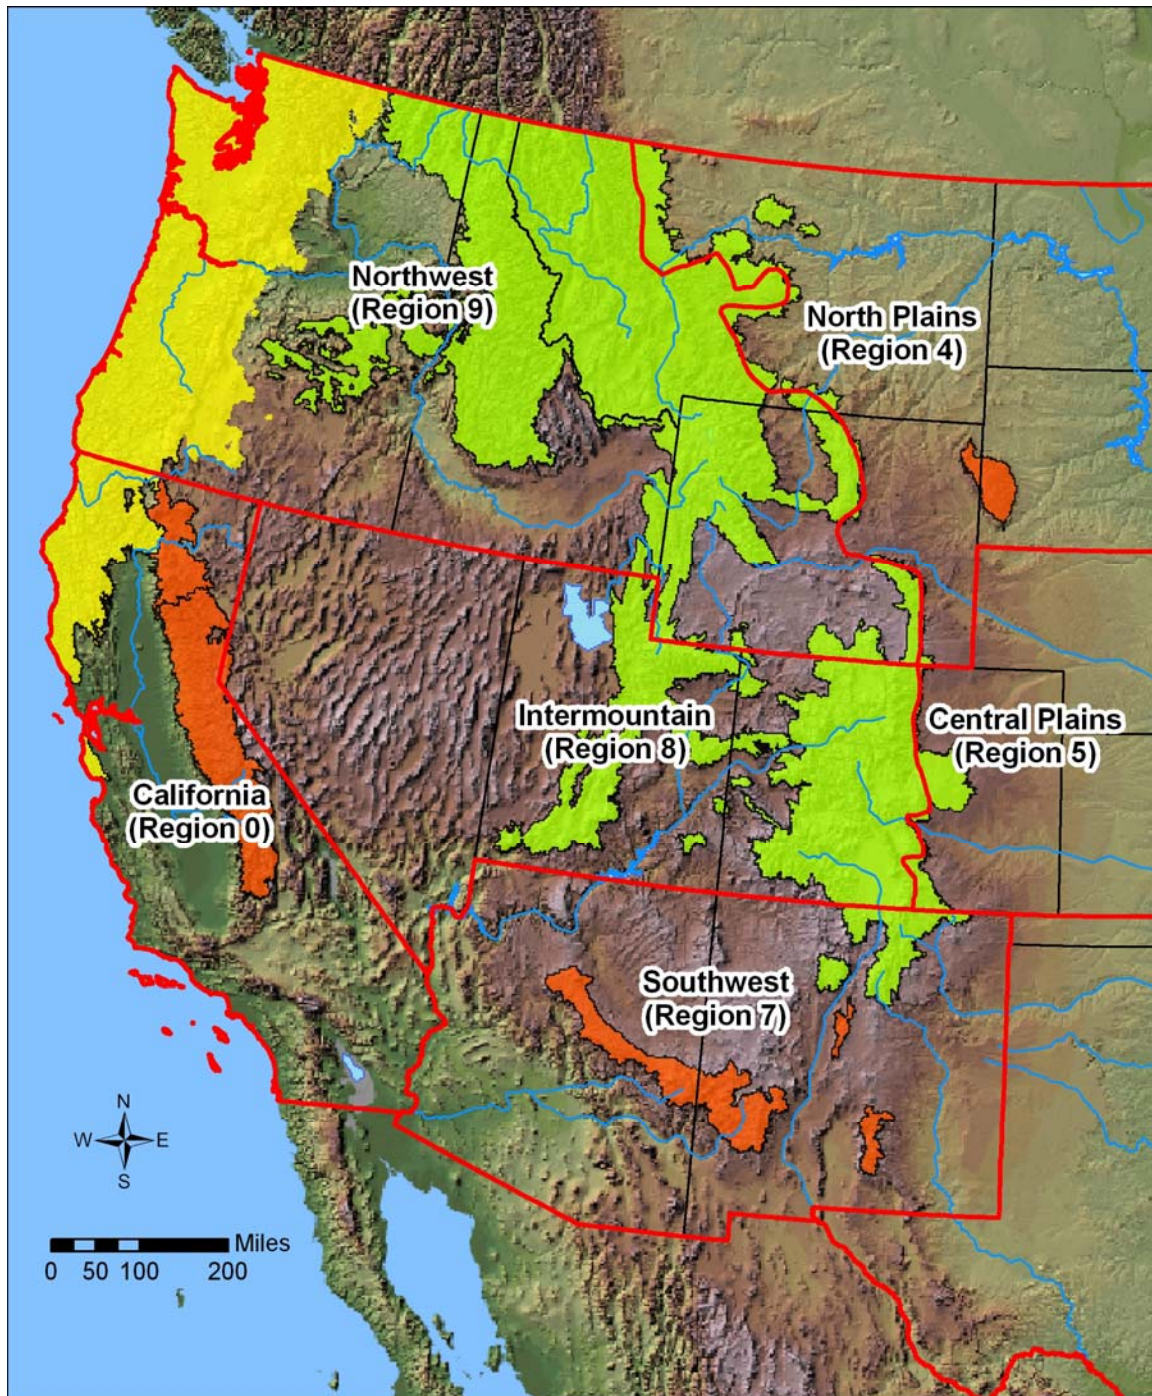 Northwest
(Region 9)
North Plains
(Region 4)
Intermountain
(Region 8)
Central Plains
(Region 5)
California
(Region 0)
Southwest
(Region 7)
N
W E
S
Miles
0 50 100 200